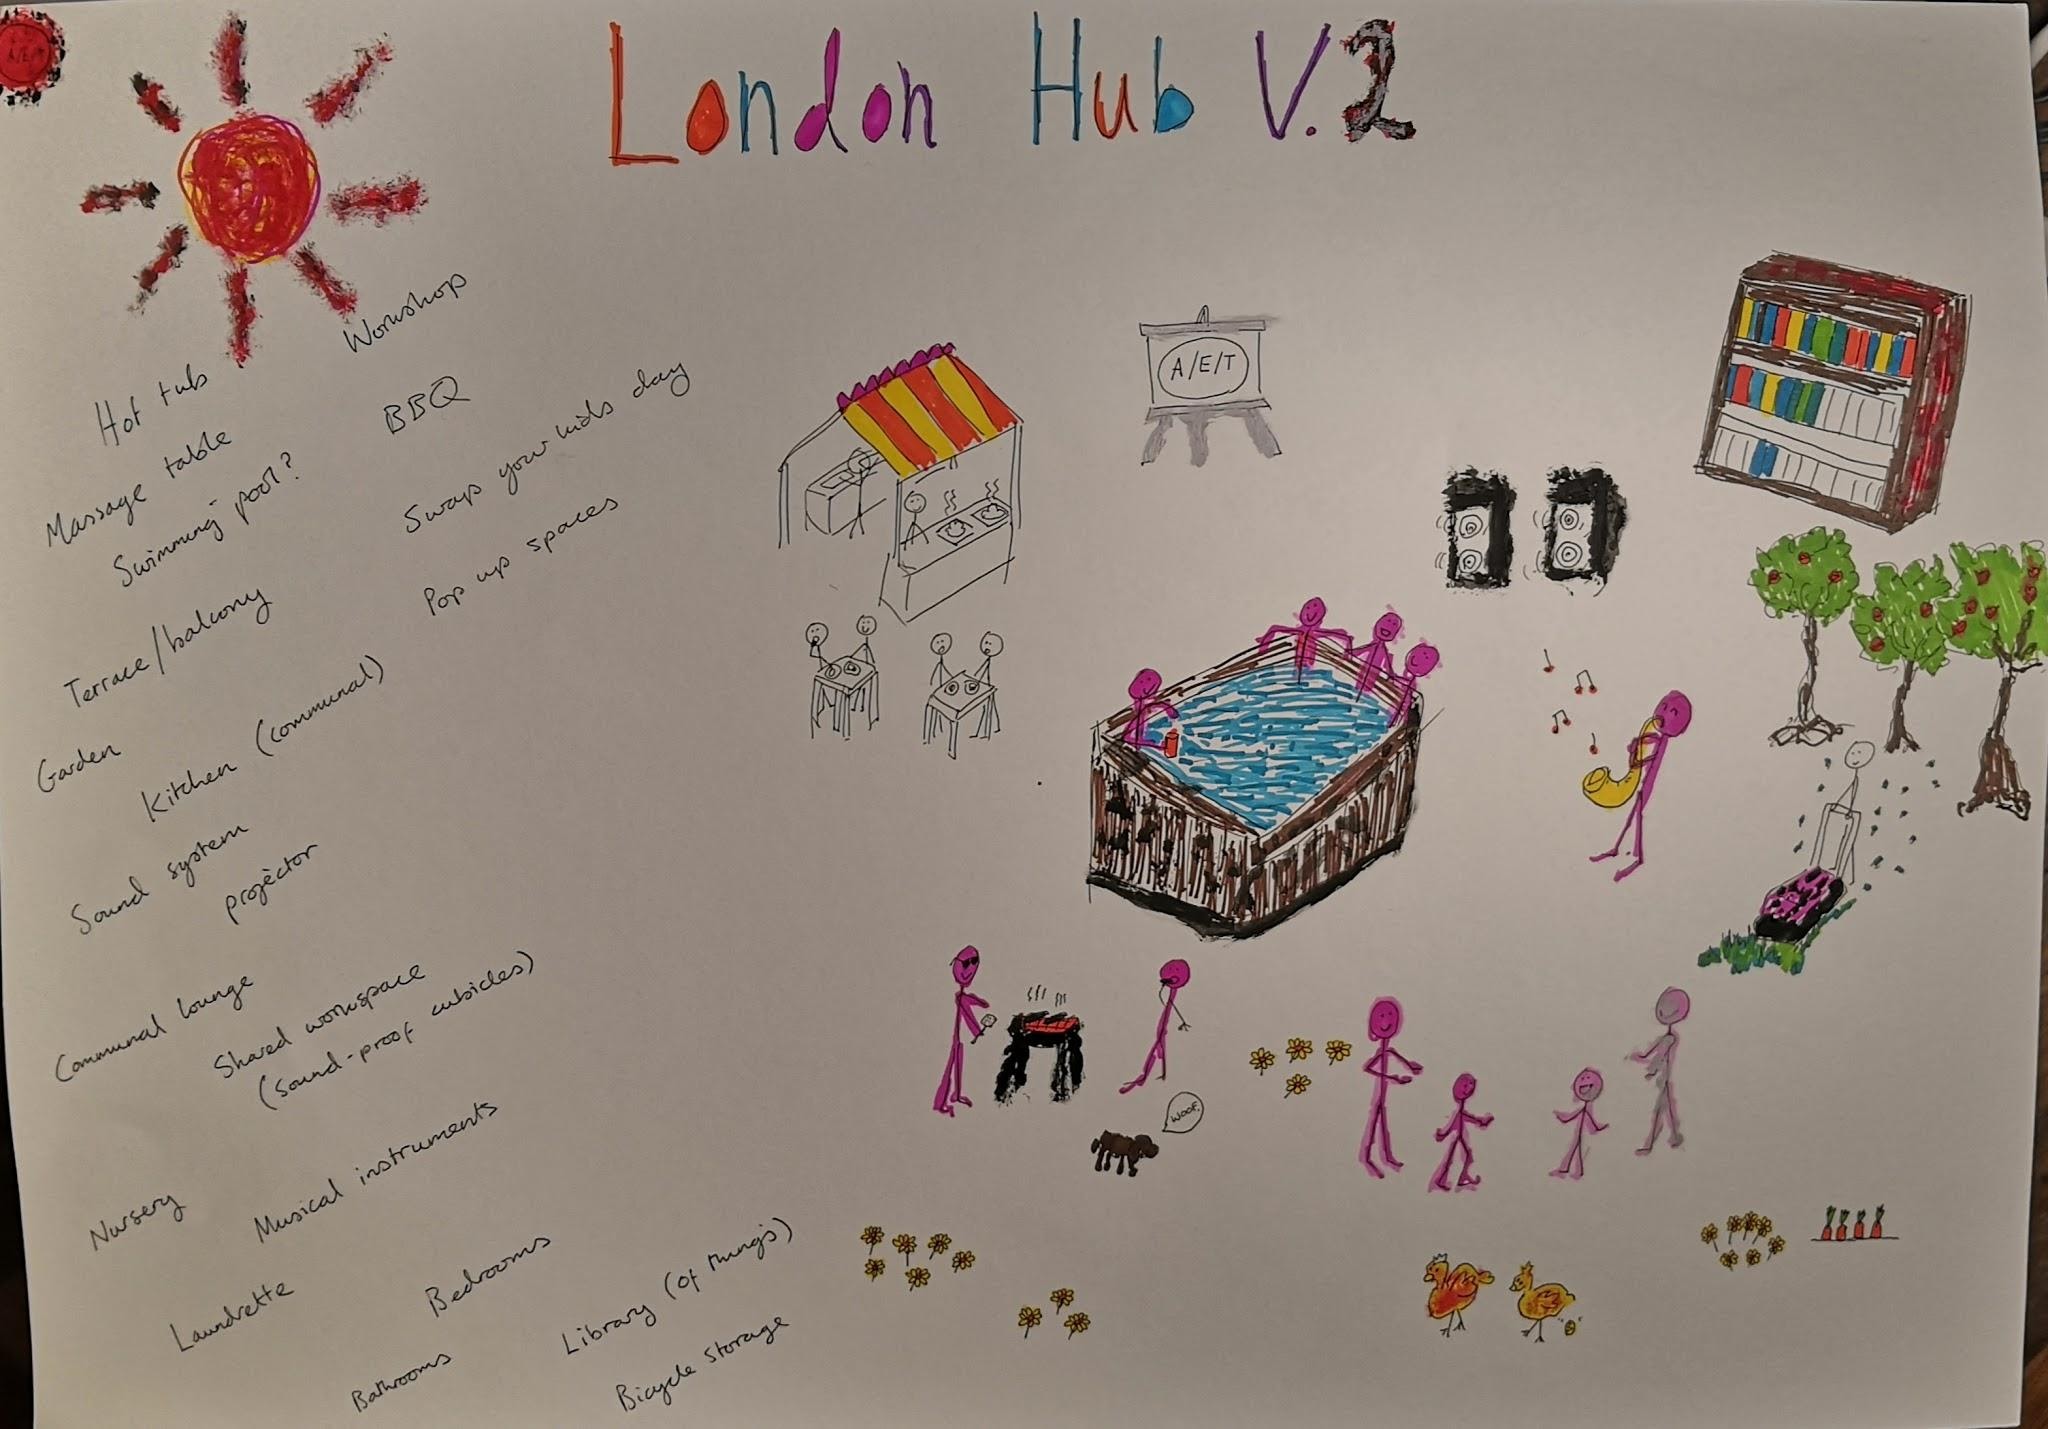 A/E/T
London Hub V.2
Workshop
Hot tub
BBQ
Massage table
Swap your kids day
Swimming pool?
Pop up spaces
Terrace/balcony
Garden
Kitchen (communal)
Sound system
projector
Communal lounge
Shared workspace
(sound-proof cubicles)
Nursery
Musical instruments
Laundrette
Bedrooms
Library (of things)
Bathrooms
Bicycle storage
A/E/T
WOOF.